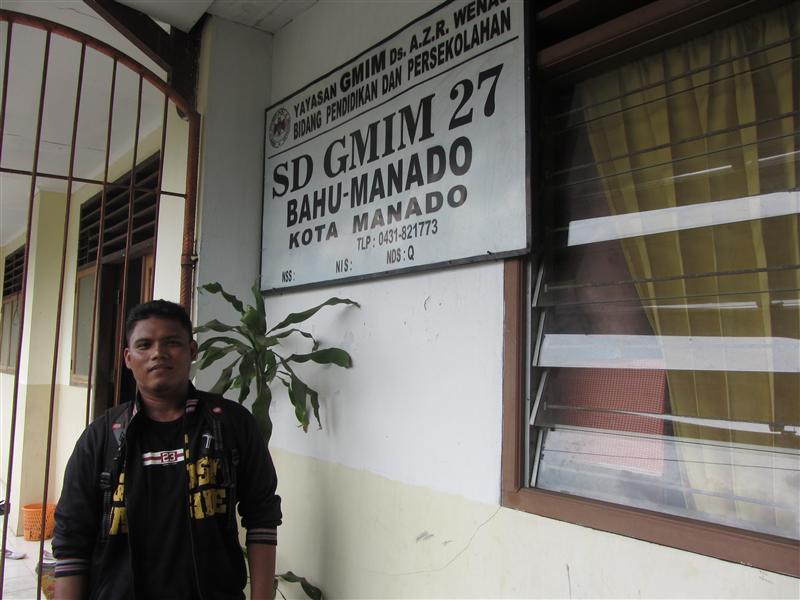 YAYASAN GMIM Ds. A.Z.R. WENAS
BIDANG PENDIDIKAN DAN PERSEKOLAHAN
SD GMIM 27
BAHU-MANADO
KOTA MANADO
TLP : 0431-821773
NSS : NIS : NDS : Q
23